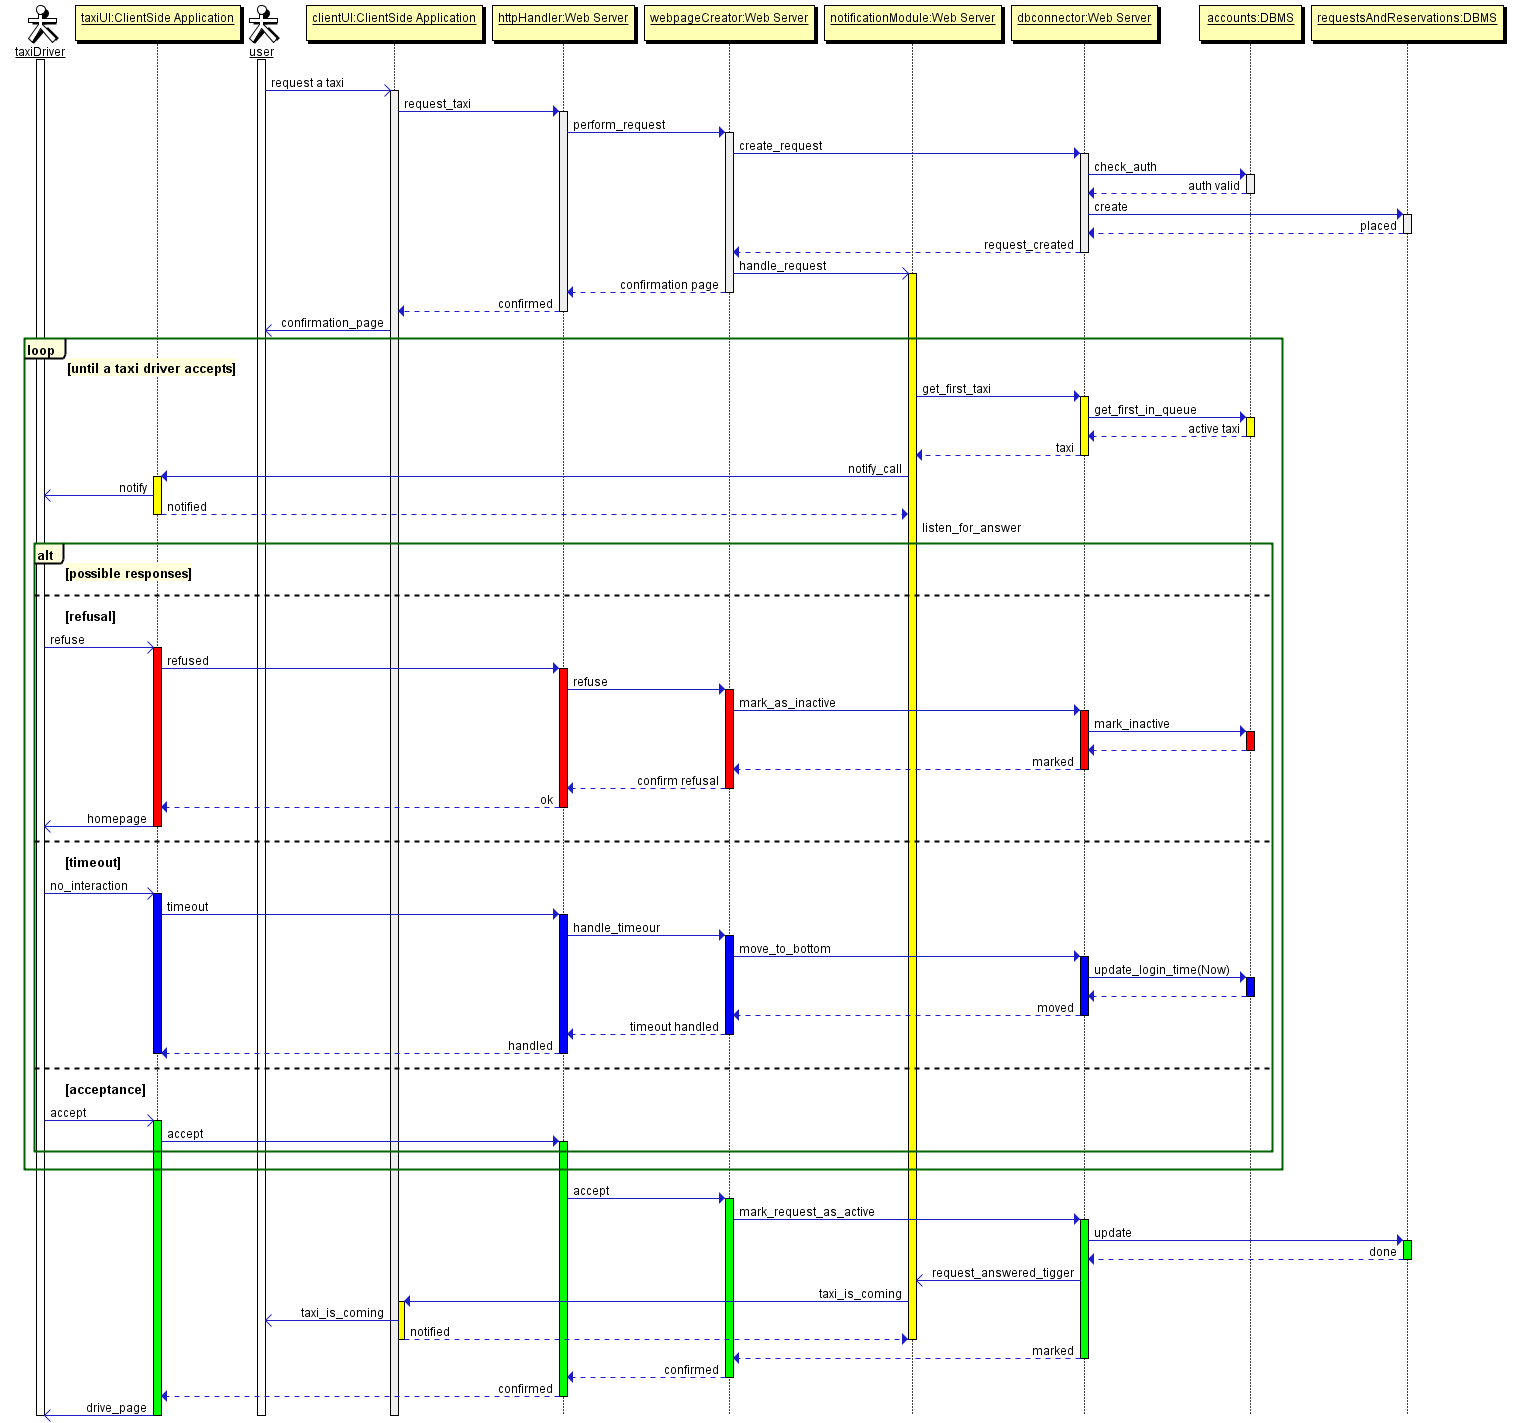 taxiDriver
taxiUI:ClientSide Application
user
clientUI:ClientSide Application
httpHandler:Web Server
webpageCreator:Web Server
notificationModule:Web Server
dbconnector:Web Server
accounts:DBMS
requestsAndReservations:DBMS
request a taxi
request_taxi
perform_request
create_request
check_auth
auth valid
create
placed
request_created
handle_request
confirmation page
confirmed
confirmation_page
loop
[until a taxi driver accepts]
get_first_taxi
get_first_in_queue
active taxi
taxi
notify_call
notify
notified
listen_for_answer
alt
[possible responses]
[refusal]
refuse
refused
refuse
mark_as_inactive
mark_inactive
marked
confirm refusal
ok
homepage
[timeout]
no_interaction
timeout
handle_timeour
move_to_bottom
update_login_time(Now)
moved
timeout handled
handled
[acceptance]
accept
accept
accept
mark_request_as_active
update
done
request_answered_tigger
taxi_is_coming
taxi_is_coming
notified
marked
confirmed
confirmed
drive_page